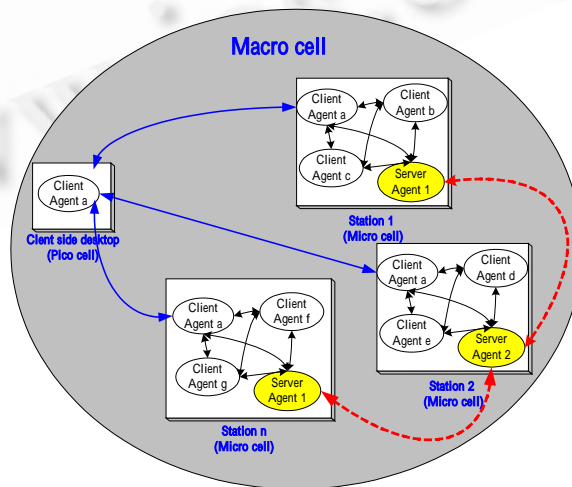 Macro cell
Client
Agent a
Client
Agent b
Client
Agent c
Server
Agent 1
Station 1
(Micro cell)
Client
Agent a
Client side desktop
(Pico cell)
Client
Agent a
Client
Agent d
Client
Agent e
Server
Agent 2
Station 2
(Micro cell)
Client
Agent a
Client
Agent f
Client
Agent g
Server
Agent 1
Station n
(Micro cell)